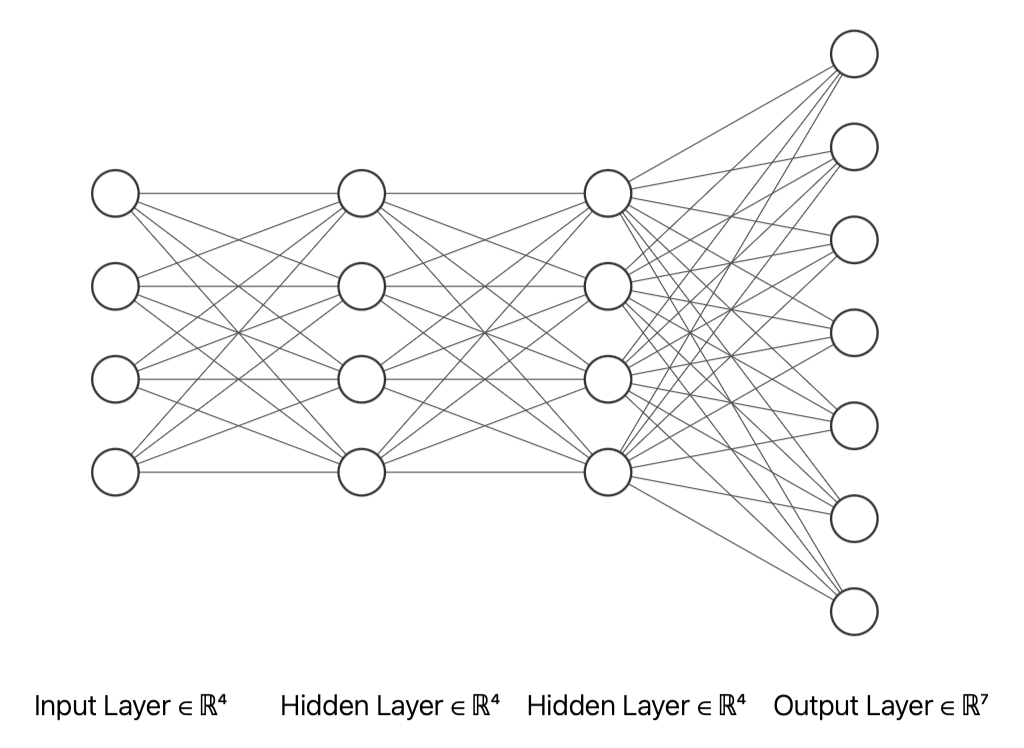 Input Layer ∈ ℝ⁴ Hidden Layer ∈ ℝ⁴ Hidden Layer ∈ ℝ⁴ Output Layer ∈ ℝ⁷